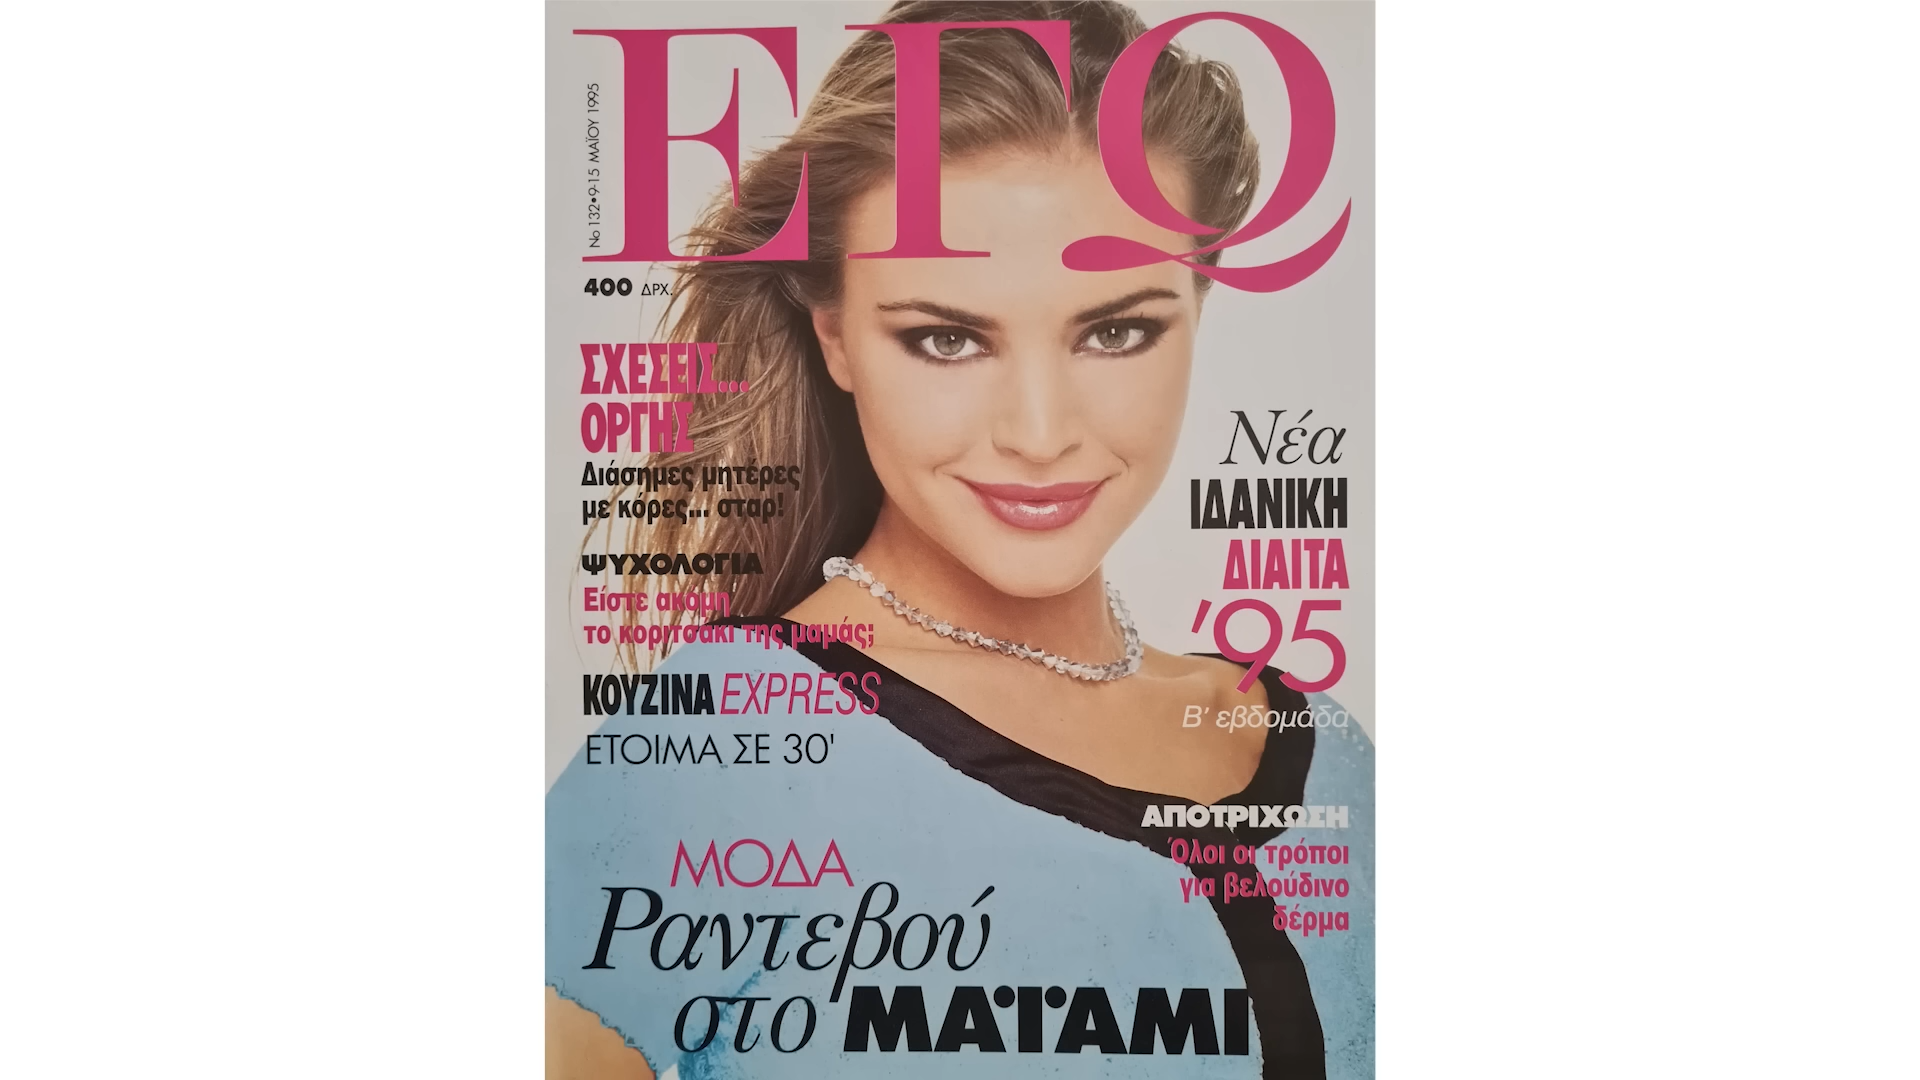 ΕΓΩ
Νο 132•9-15 ΜΑΪΟΥ 1995
400 ΔΡΧ.
ΣΧΕΣΕΙΣ...
ΟΡΓΗΣ
Διάσημες μητέρες
με κόρες... σταρ!
ΨΥΧΟΛΟΓΙΑ
Είστε ακόμη
το κοριτσάκι της μαμάς;
ΚΟΥΖΙΝΑ EXPRESS
ΕΤΟΙΜΑ ΣΕ 30'
Νέα
ΙΔΑΝΙΚΗ
ΔΙΑΙΤΑ
'95
Β' εβδομάδα
ΑΠΟΤΡΙΧΩΣΗ
Όλοι οι τρόποι
για βελούδινο
δέρμα
ΜΟΔΑ
Ραντεβού
στο ΜΑΪΑΜΙ